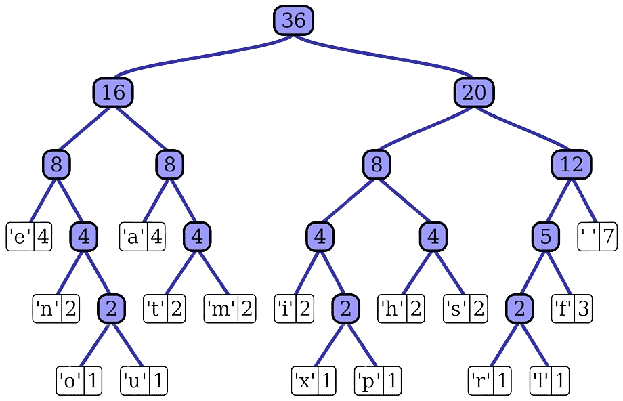 36
16 20
8 8 8 12
'e' 4 4 'a' 4 4 4 4 5 ' ' 7
'n' 2 2 't' 2 'm' 2 'i' 2 2 'h' 2 's' 2 2 'f' 3
'o' 1 'u' 1 'x' 1 'p' 1 'r' 1 'l' 1